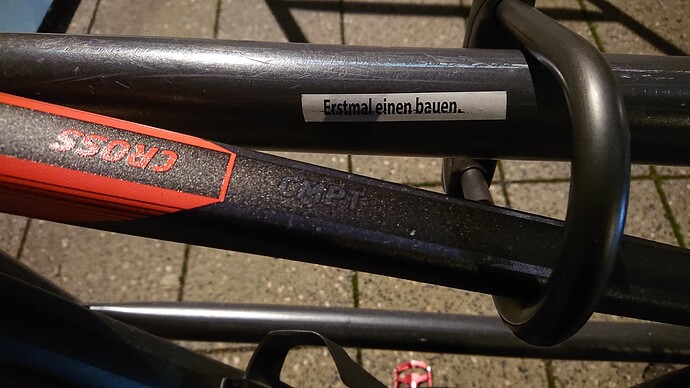 Erstmal einen bauen.
CROSS
CMPT